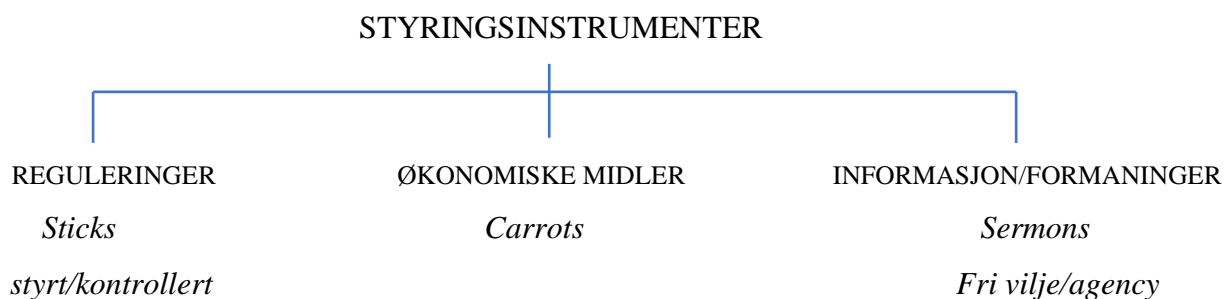 STYRINGSINSTRUMENTER
REGULERINGER ØKONOMISKE MIDLER INFORMASJON/FORMANINGER
Sticks Carrots Sermons
styrt/kontrollert Fri vilje/agency